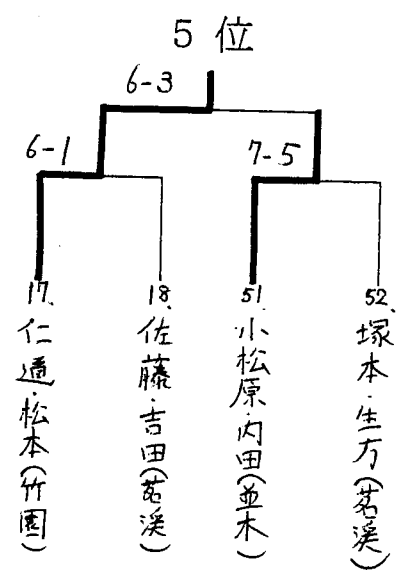 5位
6-3
6-1
7-5
17. 仁通・松本(竹園)
18. 佐藤・吉田(茗渓)
51. 小松原・内田(並木)
52. 塚本・生方(茗渓)